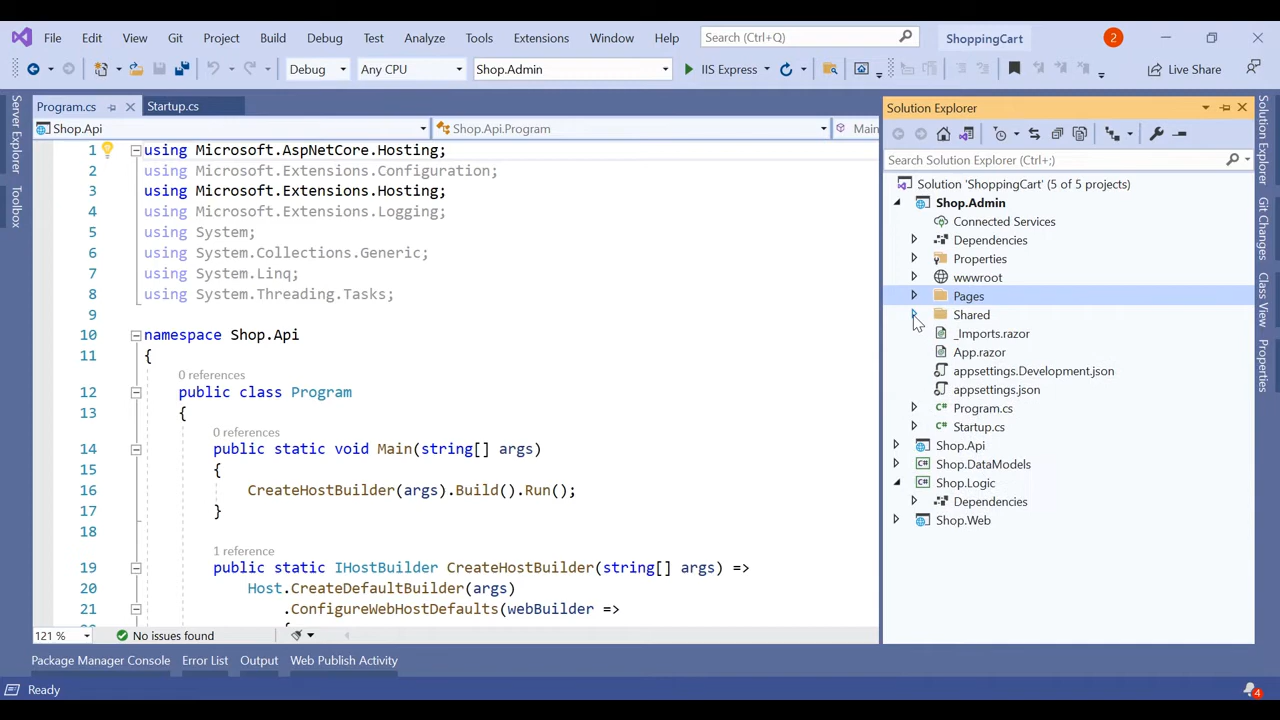 File Edit View Git Project Build Debug Test Analyze Tools Extensions Window Help Search (Ctrl+Q) ShoppingCart 2
Debug Any CPU Shop.Admin IIS Express Live Share
Server Explorer
Toolbox
Program.cs Startup.cs
Shop.Api Shop.Api.Program Main
1 using Microsoft.AspNetCore.Hosting;
2 using Microsoft.Extensions.Configuration;
3 using Microsoft.Extensions.Hosting;
4 using Microsoft.Extensions.Logging;
5 using System;
6 using System.Collections.Generic;
7 using System.Linq;
8 using System.Threading.Tasks;
9
10 namespace Shop.Api
11 {
0 references
12 public class Program
13 {
0 references
14 public static void Main(string[] args)
15 {
16 CreateHostBuilder(args).Build().Run();
17 }
18
1 reference
19 public static IHostBuilder CreateHostBuilder(string[] args) =>
20 Host.CreateDefaultBuilder(args)
21 .ConfigureWebHostDefaults(webBuilder =>
121 % No issues found
Solution Explorer
Search Solution Explorer (Ctrl+;)
Solution 'ShoppingCart' (5 of 5 projects)
Shop.Admin
Connected Services
Dependencies
Properties
wwwroot
Pages
Shared
_Imports.razor
App.razor
appsettings.Development.json
appsettings.json
C# Program.cs
C# Startup.cs
Shop.Api
C# Shop.DataModels
C# Shop.Logic
Dependencies
Shop.Web
Solution Explorer
Git Changes
Class View
Properties
Package Manager Console Error List Output Web Publish Activity
Ready 4